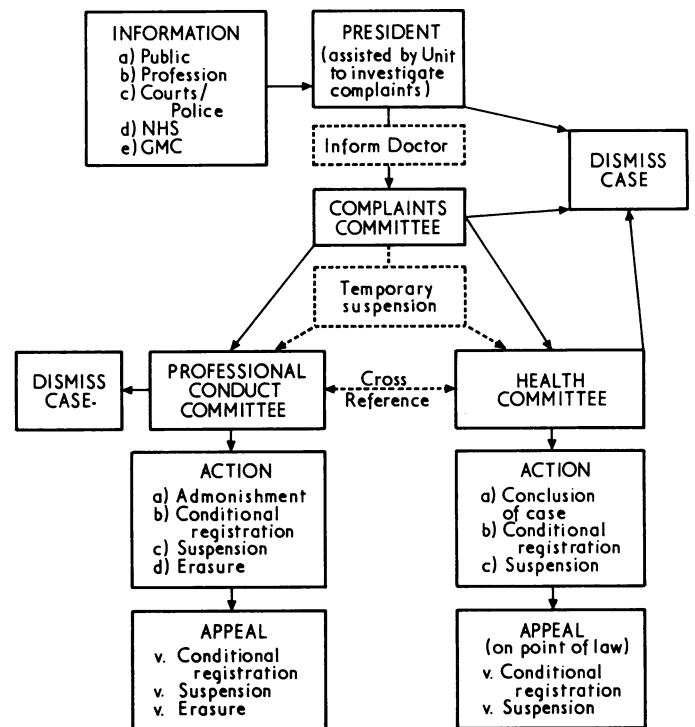 INFORMATION
a) Public
b) Profession
c) Courts/
Police
d) NHS
e) GMC
PRESIDENT
(assisted by Unit
to investigate
complaints)
Inform Doctor
DISMISS
CASE
COMPLAINTS
COMMITTEE
Temporary
suspension
DISMISS
CASE.
PROFESSIONAL
CONDUCT
COMMITTEE
Cross
Reference
HEALTH
COMMITTEE
ACTION
a) Admonishment
b) Conditional
registration
c) Suspension
d) Erasure
ACTION
a) Conclusion
of case
b) Conditional
registration
c) Suspension
APPEAL
v. Conditional
registration
v. Suspension
v. Erasure
APPEAL
(on point of law)
v. Conditional
registration
v. Suspension